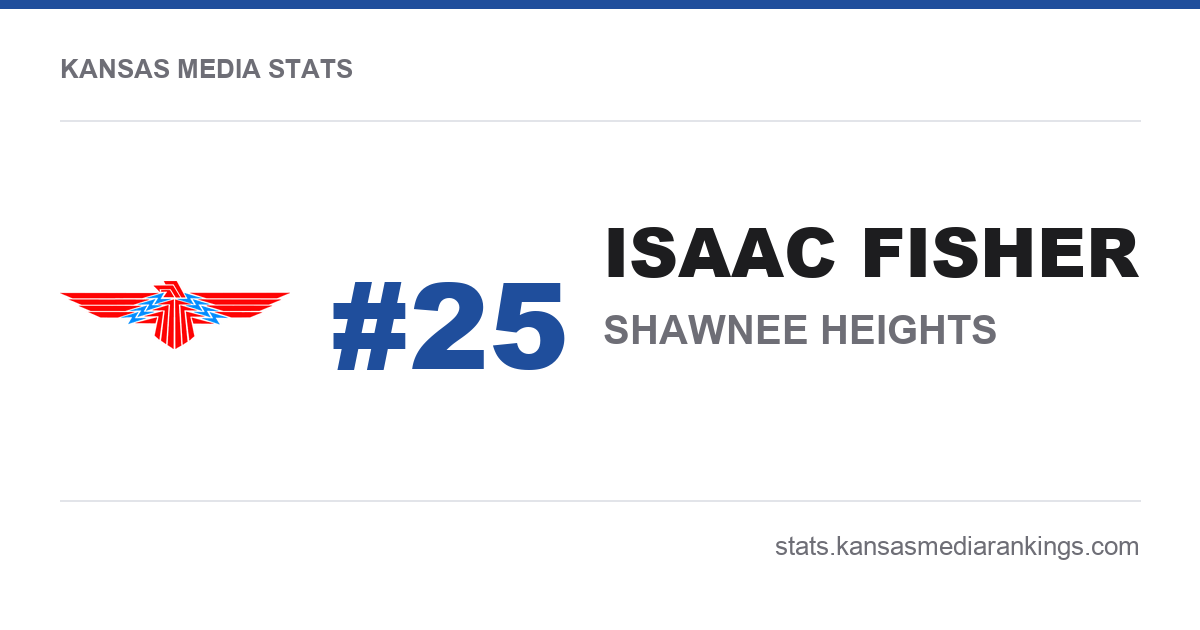 KANSAS MEDIA STATS
#25
ISAAC FISHER
SHAWNEE HEIGHTS
stats.kansasmediarankings.com